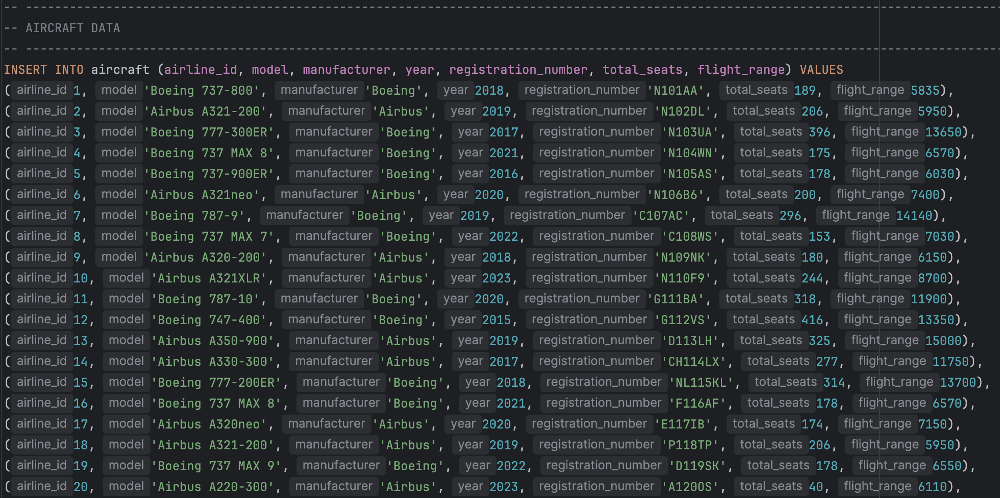 -- --------------------------------------------------------------------------------------------------------------------------------------
-- AIRCRAFT DATA
-- --------------------------------------------------------------------------------------------------------------------------------------
INSERT INTO aircraft (airline_id, model, manufacturer, year, registration_number, total_seats, flight_range) VALUES
( airline_id 1, model 'Boeing 737-800', manufacturer 'Boeing', year 2018, registration_number 'N101AA', total_seats 189, flight_range 5835),
( airline_id 2, model 'Airbus A321-200', manufacturer 'Airbus', year 2019, registration_number 'N102DL', total_seats 206, flight_range 5950),
( airline_id 3, model 'Boeing 777-300ER', manufacturer 'Boeing', year 2017, registration_number 'N103UA', total_seats 396, flight_range 13650),
( airline_id 4, model 'Boeing 737 MAX 8', manufacturer 'Boeing', year 2021, registration_number 'N104WN', total_seats 175, flight_range 6570),
( airline_id 5, model 'Boeing 737-900ER', manufacturer 'Boeing', year 2016, registration_number 'N105AS', total_seats 178, flight_range 6030),
( airline_id 6, model 'Airbus A321neo', manufacturer 'Airbus', year 2020, registration_number 'N106B6', total_seats 200, flight_range 7400),
( airline_id 7, model 'Boeing 787-9', manufacturer 'Boeing', year 2019, registration_number 'C107AC', total_seats 296, flight_range 14140),
( airline_id 8, model 'Boeing 737 MAX 7', manufacturer 'Boeing', year 2022, registration_number 'C108WS', total_seats 153, flight_range 7030),
( airline_id 9, model 'Airbus A320-200', manufacturer 'Airbus', year 2018, registration_number 'N109NK', total_seats 180, flight_range 6150),
( airline_id 10, model 'Airbus A321XLR', manufacturer 'Airbus', year 2023, registration_number 'N110F9', total_seats 244, flight_range 8700),
( airline_id 11, model 'Boeing 787-10', manufacturer 'Boeing', year 2020, registration_number 'G111BA', total_seats 318, flight_range 11900),
( airline_id 12, model 'Boeing 747-400', manufacturer 'Boeing', year 2015, registration_number 'G112VS', total_seats 416, flight_range 13350),
( airline_id 13, model 'Airbus A350-900', manufacturer 'Airbus', year 2019, registration_number 'D113LH', total_seats 325, flight_range 15000),
( airline_id 14, model 'Airbus A330-300', manufacturer 'Airbus', year 2017, registration_number 'CH114LX', total_seats 277, flight_range 11750),
( airline_id 15, model 'Boeing 777-200ER', manufacturer 'Boeing', year 2018, registration_number 'NL115KL', total_seats 314, flight_range 13700),
( airline_id 16, model 'Boeing 737 MAX 8', manufacturer 'Boeing', year 2021, registration_number 'F116AF', total_seats 178, flight_range 6570),
( airline_id 17, model 'Airbus A320neo', manufacturer 'Airbus', year 2020, registration_number 'E117IB', total_seats 174, flight_range 7150),
( airline_id 18, model 'Airbus A321-200', manufacturer 'Airbus', year 2019, registration_number 'P118TP', total_seats 206, flight_range 5950),
( airline_id 19, model 'Boeing 737 MAX 9', manufacturer 'Boeing', year 2022, registration_number 'D119SK', total_seats 178, flight_range 6550),
( airline_id 20, model 'Airbus A220-300', manufacturer 'Airbus', year 2023, registration_number 'A120OS', total_seats 40, flight_range 6110),